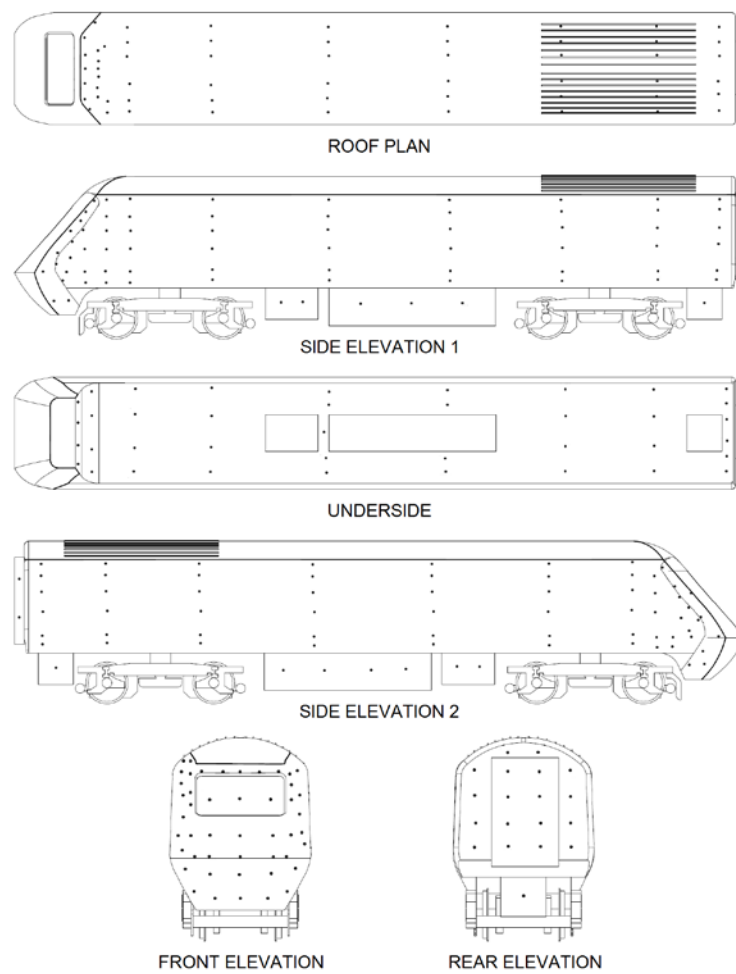 ROOF PLAN
SIDE ELEVATION 1
UNDERSIDE
SIDE ELEVATION 2
FRONT ELEVATION
REAR ELEVATION